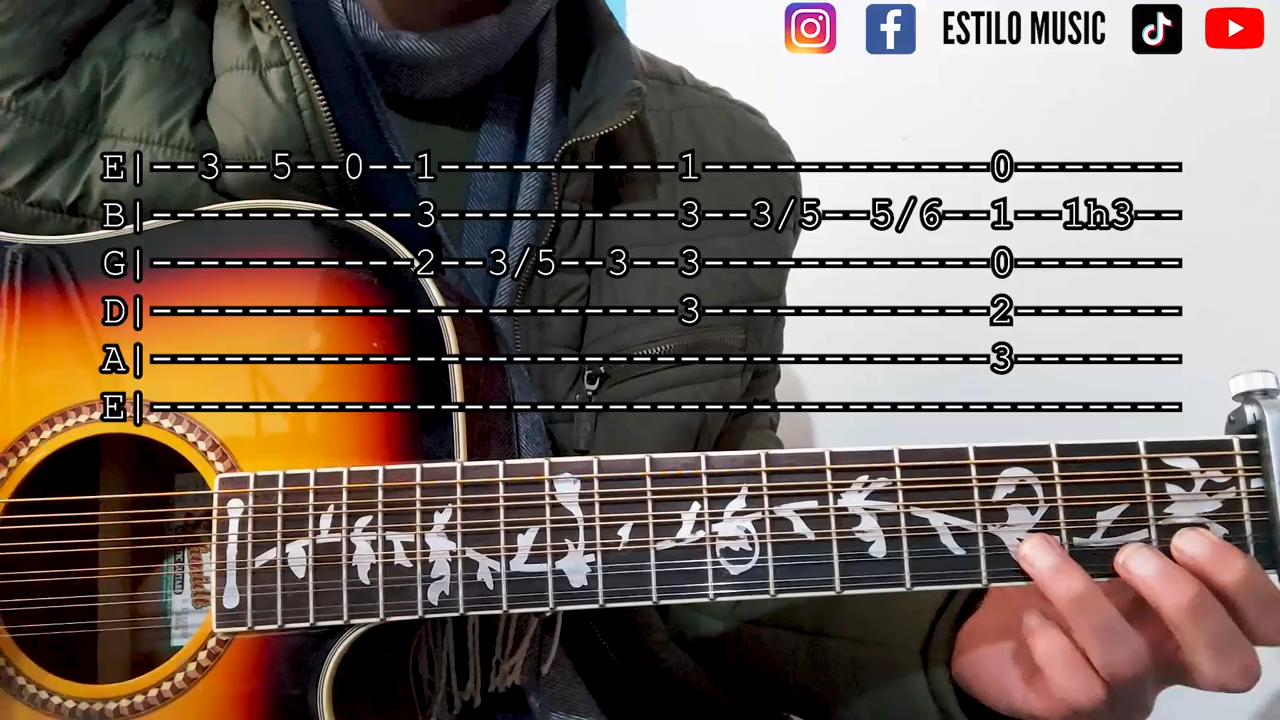 ESTILO MUSIC
E|--3--5--0--1----------1------------0-------
B|-----------3----------3--3/5--5/6--1--1h3--
G|-----------2--3/5--3--3------------0-------
D|----------------------3------------2-------
A|-----------------------------------3-------
E|-------------------------------------------